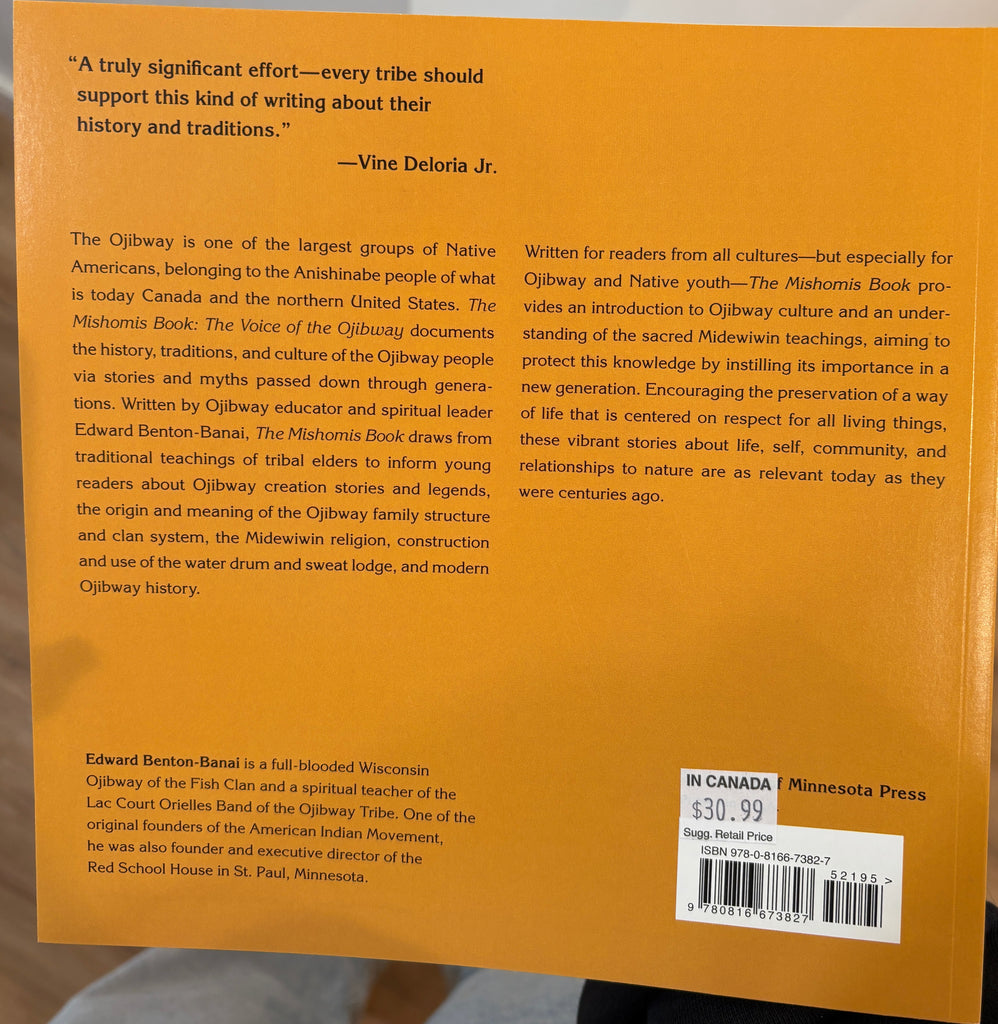 “A truly significant effort—every tribe should
support this kind of writing about their
history and traditions.”
—Vine Deloria Jr.
The Ojibway is one of the largest groups of Native
Americans, belonging to the Anishinabe people of what
is today Canada and the northern United States. The
Mishomis Book: The Voice of the Ojibway documents
the history, traditions, and culture of the Ojibway people
via stories and myths passed down through genera-
tions. Written by Ojibway educator and spiritual leader
Edward Benton-Banai, The Mishomis Book draws from
traditional teachings of tribal elders to inform young
readers about Ojibway creation stories and legends,
the origin and meaning of the Ojibway family structure
and clan system, the Midewiwin religion, construction
and use of the water drum and sweat lodge, and modern
Ojibway history.
Written for readers from all cultures—but especially for
Ojibway and Native youth—The Mishomis Book pro-
vides an introduction to Ojibway culture and an under-
standing of the sacred Midewiwin teachings, aiming to
protect this knowledge by instilling its importance in a
new generation. Encouraging the preservation of a way
of life that is centered on respect for all living things,
these vibrant stories about life, self, community, and
relationships to nature are as relevant today as they
were centuries ago.
Edward Benton-Banai is a full-blooded Wisconsin
Ojibway of the Fish Clan and a spiritual teacher of the
Lac Court Orielles Band of the Ojibway Tribe. One of the
original founders of the American Indian Movement,
he was also founder and executive director of the
Red School House in St. Paul, Minnesota.
f Minnesota Press
IN CANADA
$30.99
Sugg. Retail Price
ISBN 978-0-8166-7382-7
52195 >
9 780816 673827